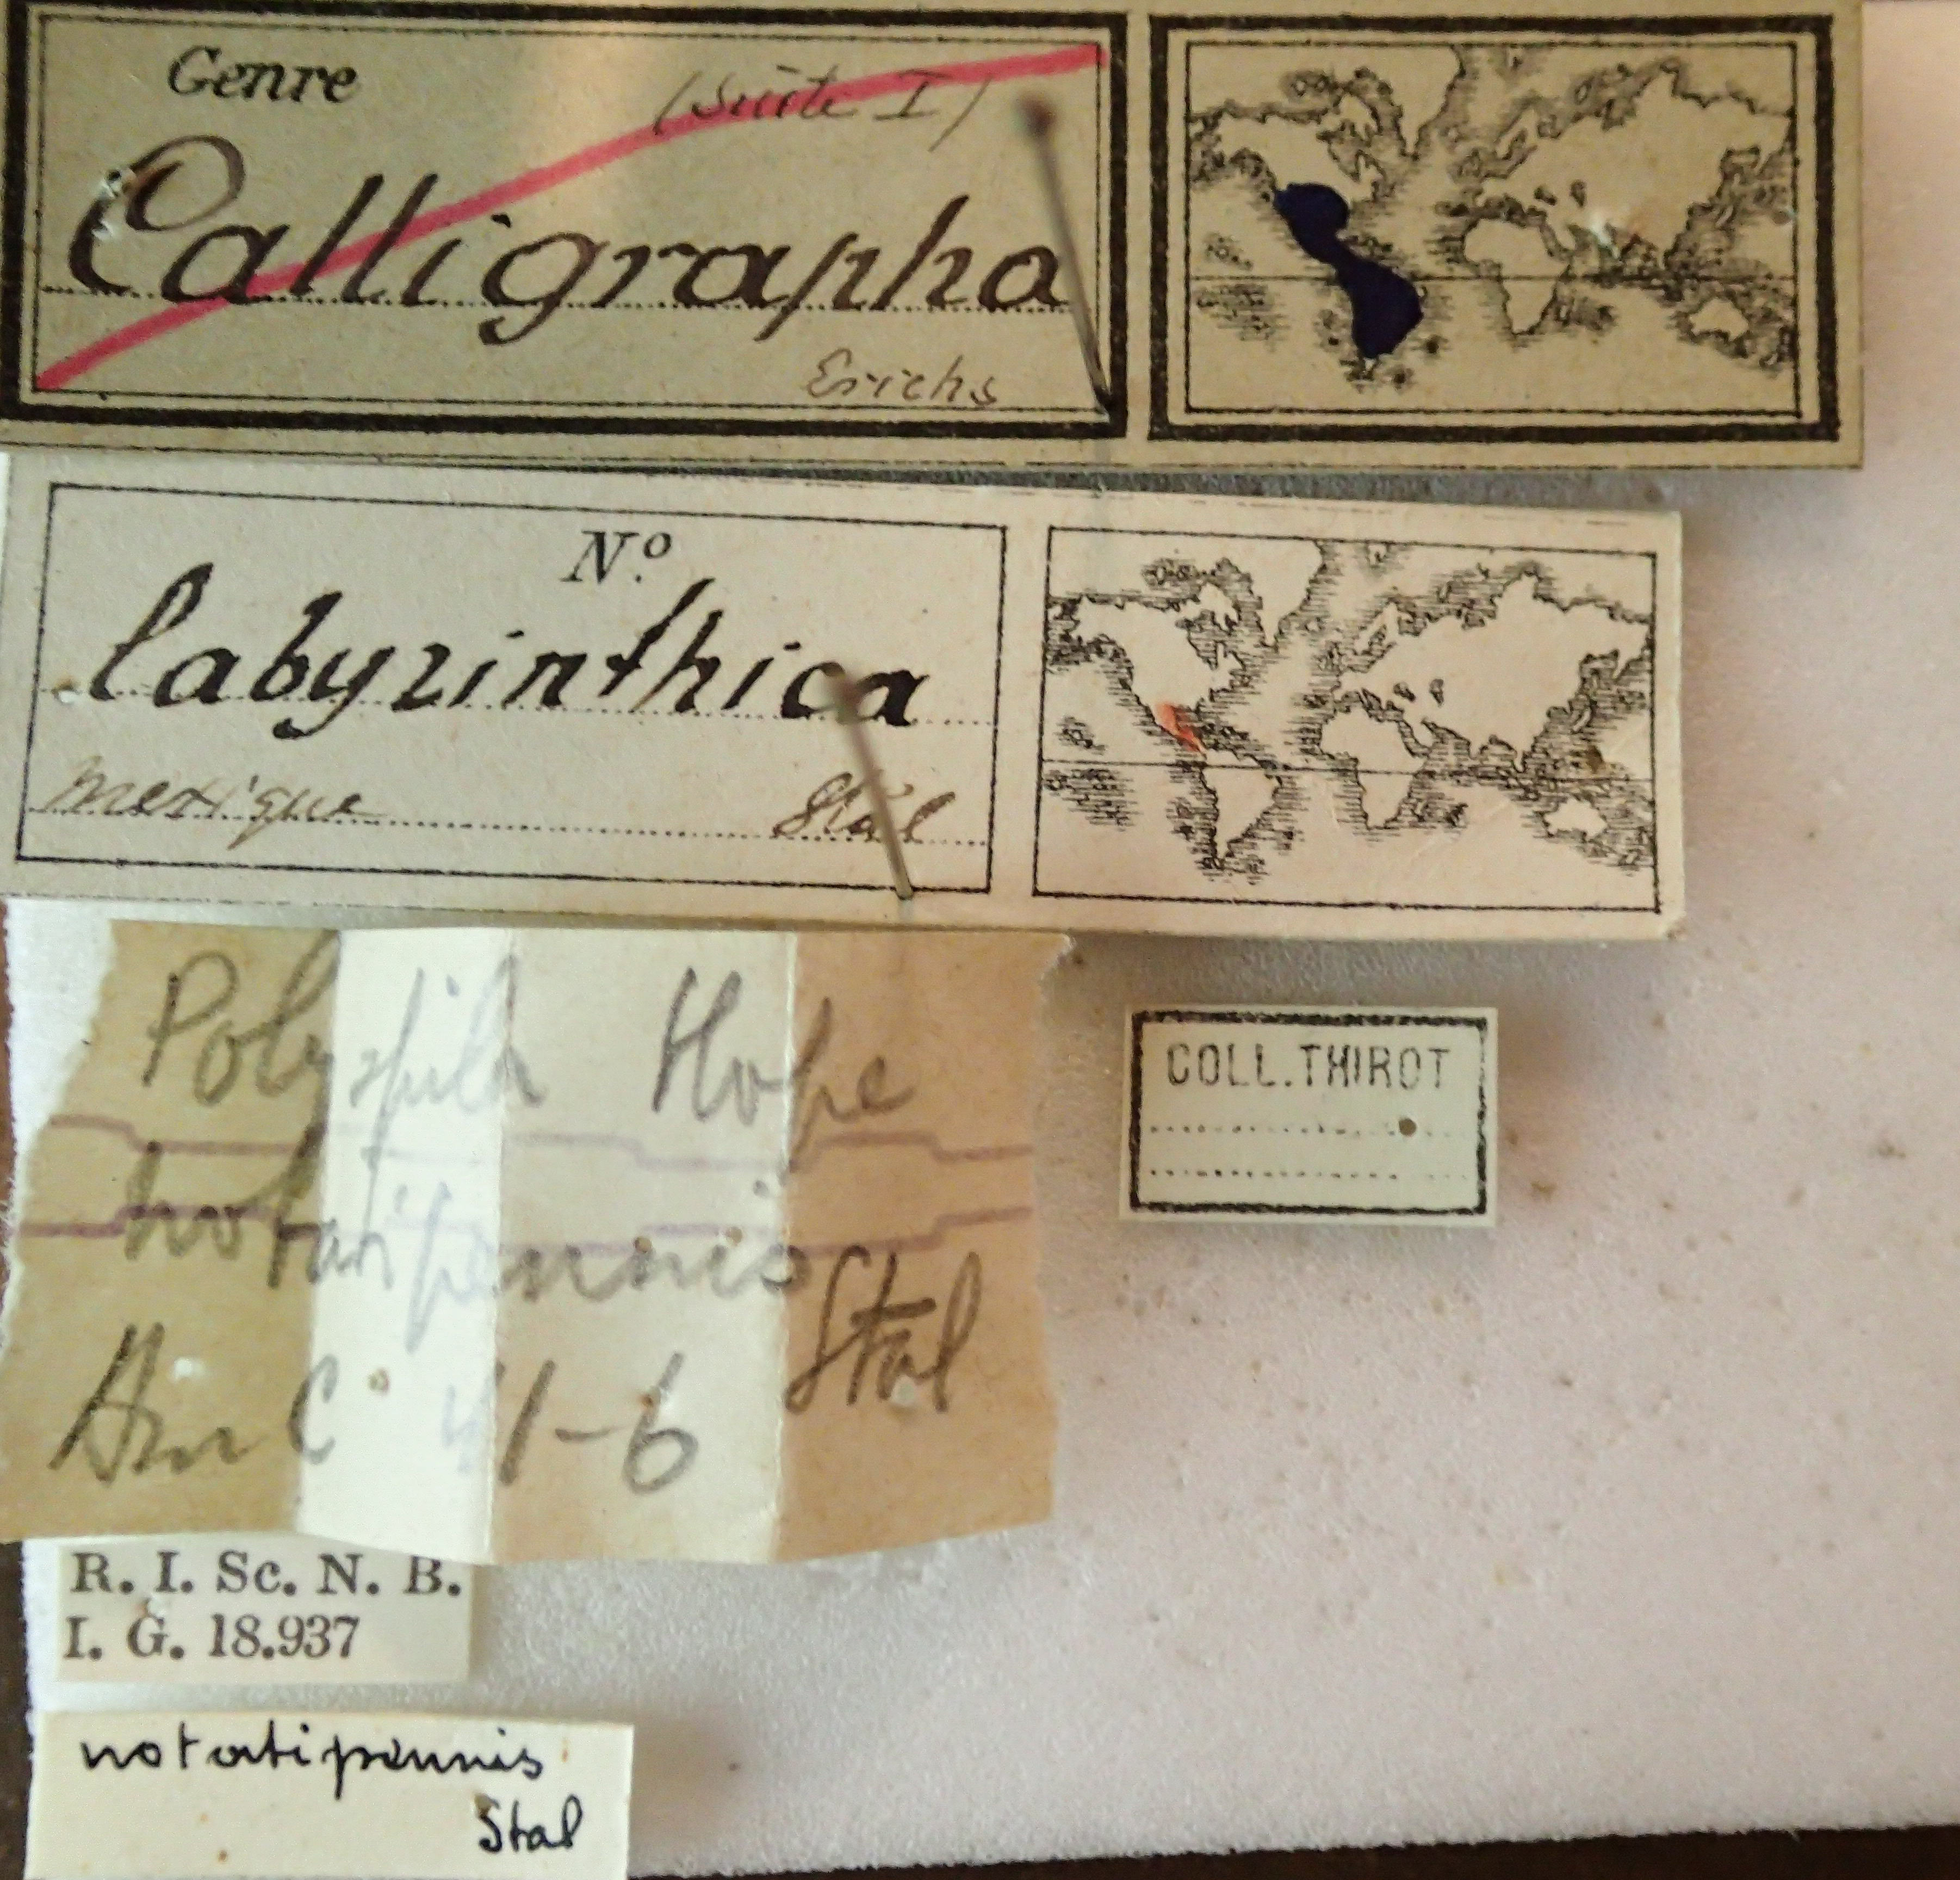 Genre
(Suite I)
Calligrapha
Erichs
N.º
labyrinthica
Mexique Stål
Polyspila Hope
notatipennis
Stal
Am C 41-6
COLL. THIROT
R. I. Sc. N. B.
I. G. 18.937
notatipennis
Stal